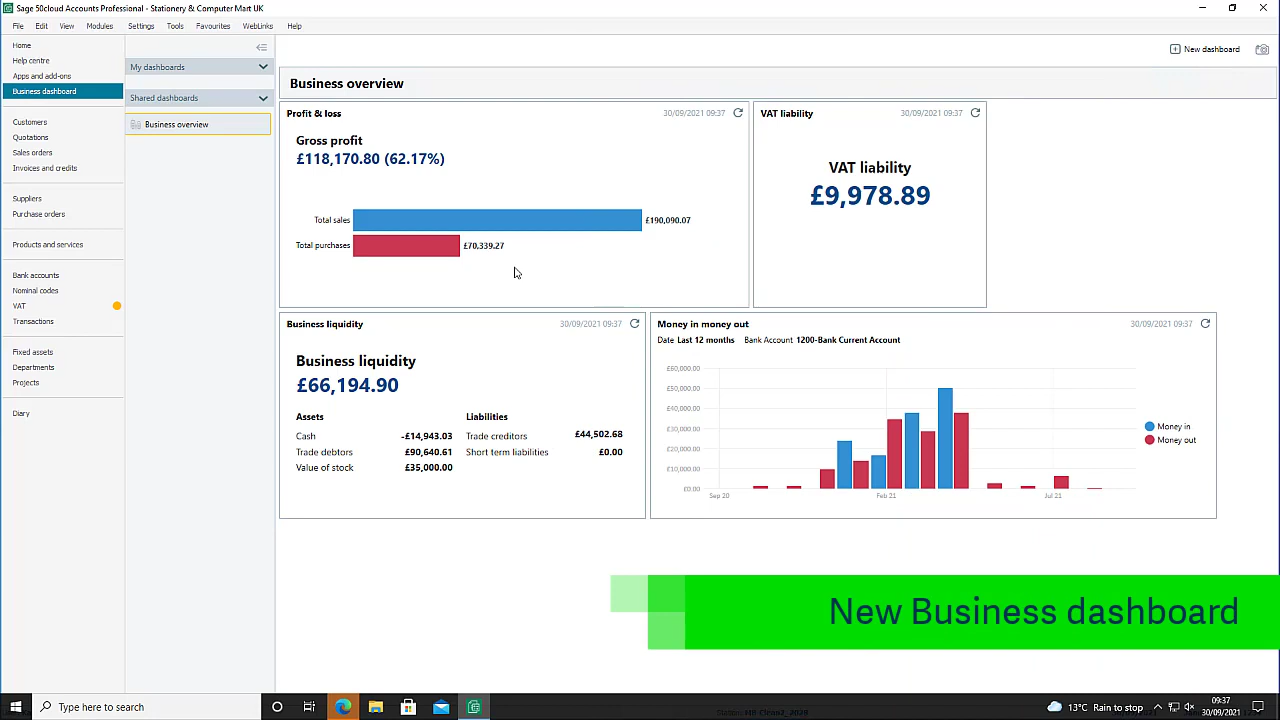 Sage 50cloud Accounts Professional - Stationery & Computer Mart UK
File Edit View Modules Settings Tools Favourites WebLinks Help
Home
Help centre
Apps and add-ons
Business dashboard
Customers
Quotations
Sales orders
Invoices and credits
Suppliers
Purchase orders
Products and services
Bank accounts
Nominal codes
VAT
Transactions
Fixed assets
Departments
Projects
Diary
My dashboards
Shared dashboards
Business overview
New dashboard
Business overview
Profit & loss 30/09/2021 09:37
Gross profit
£118,170.80 (62.17%)
Total sales £190,090.07
Total purchases £70,339.27
VAT liability 30/09/2021 09:37
VAT liability
£9,978.89
Business liquidity 30/09/2021 09:37
Business liquidity
£66,194.90
Assets Liabilities
Cash -£14,943.03 Trade creditors £44,502.68
Trade debtors £90,640.61 Short term liabilities £0.00
Value of stock £35,000.00
Money in money out 30/09/2021 09:37
Date Last 12 months Bank Account 1200-Bank Current Account
£60,000.00
£50,000.00
£40,000.00
£30,000.00
£20,000.00
£10,000.00
£0.00
Sep 20 Feb 21 Jul 21
Money in
Money out
New Business dashboard
Type here to search
13°C Rain to stop
09:37
30/09/2021